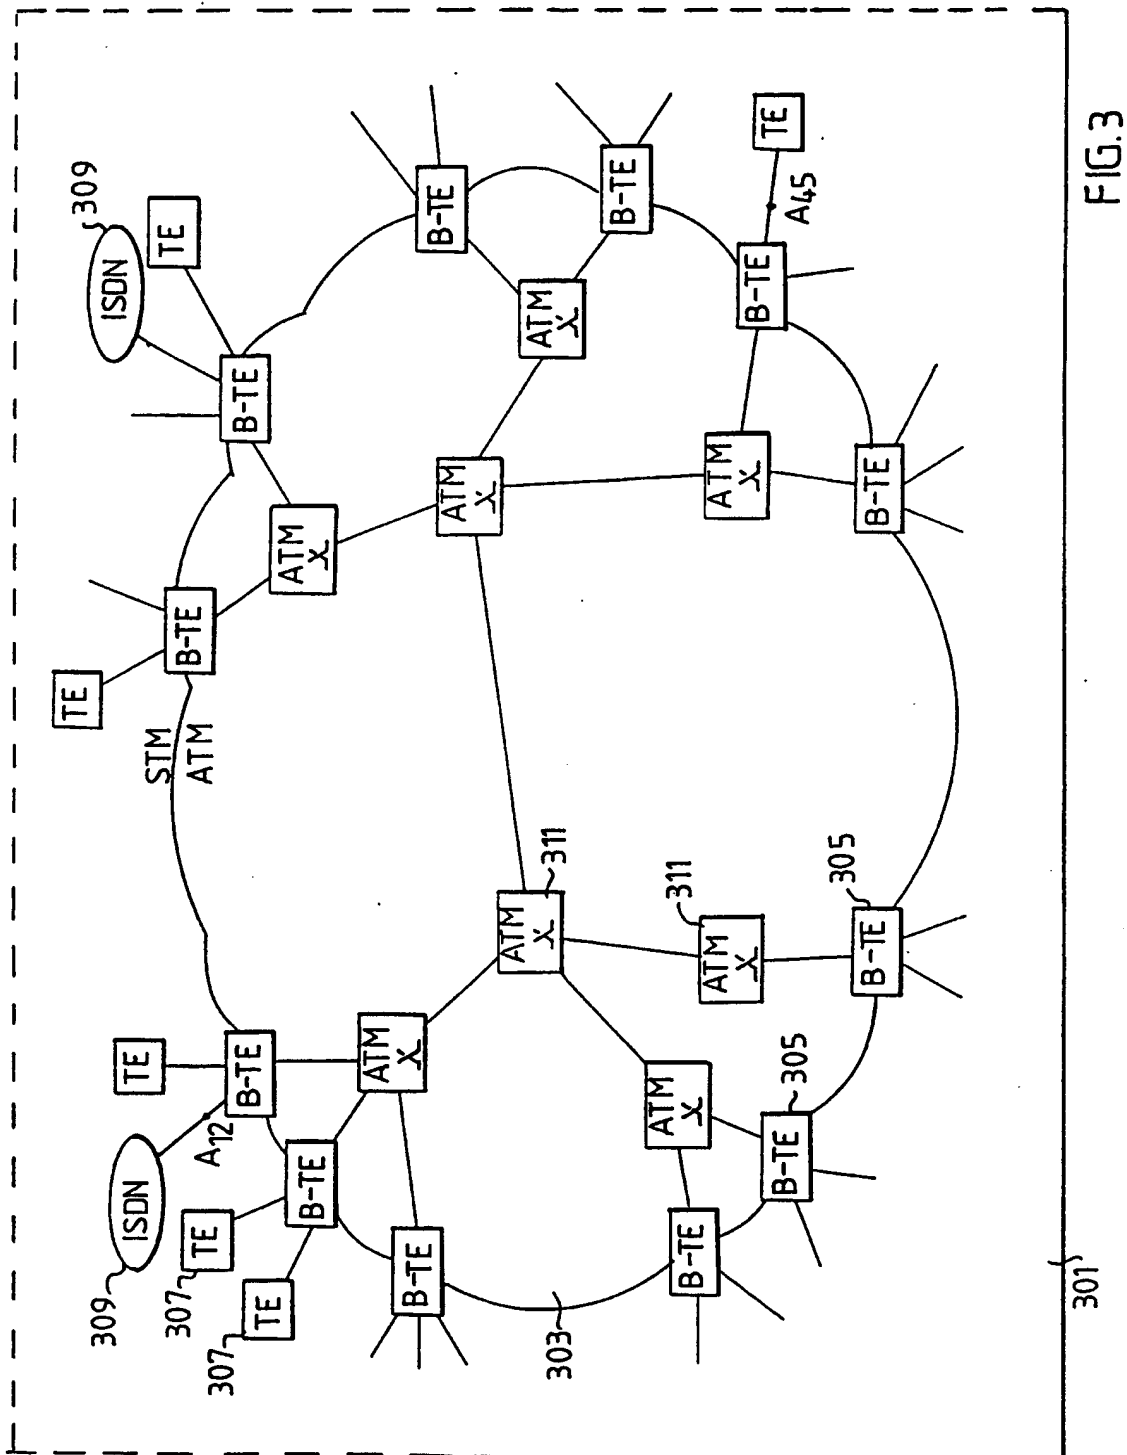 TE
309
309
ISDN
ISDN
TE
STM
TE
307
B-TE
TE
ATM
A12
307
B-TE
B-TE
TE
ATM
X
B-TE
ATM
X
B-TE
B-TE
ATM
X
ATM
X
311
ATM
X
303
B-TE
ATM
X
311
B-TE
ATM
X
ATM
X
B-TE
TE
B-TE
305
A45
305
B-TE
B-TE
301
FIG.3